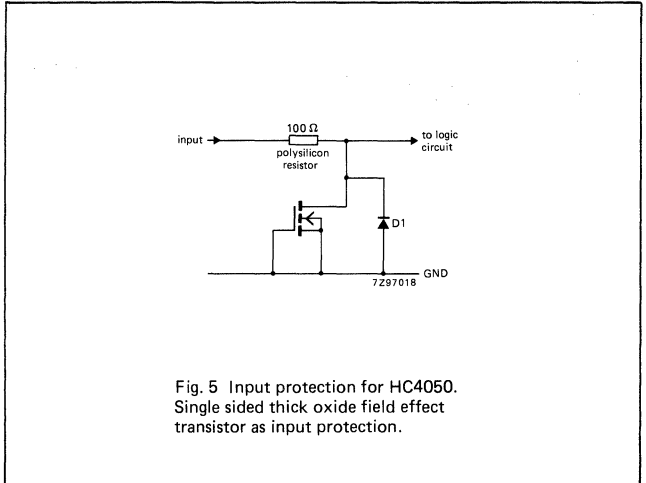 100 Ω
input
to logic
circuit
polysilicon
resistor
D1
GND
7Z97018
Fig. 5 Input protection for HC4050.
Single sided thick oxide field effect
transistor as input protection.